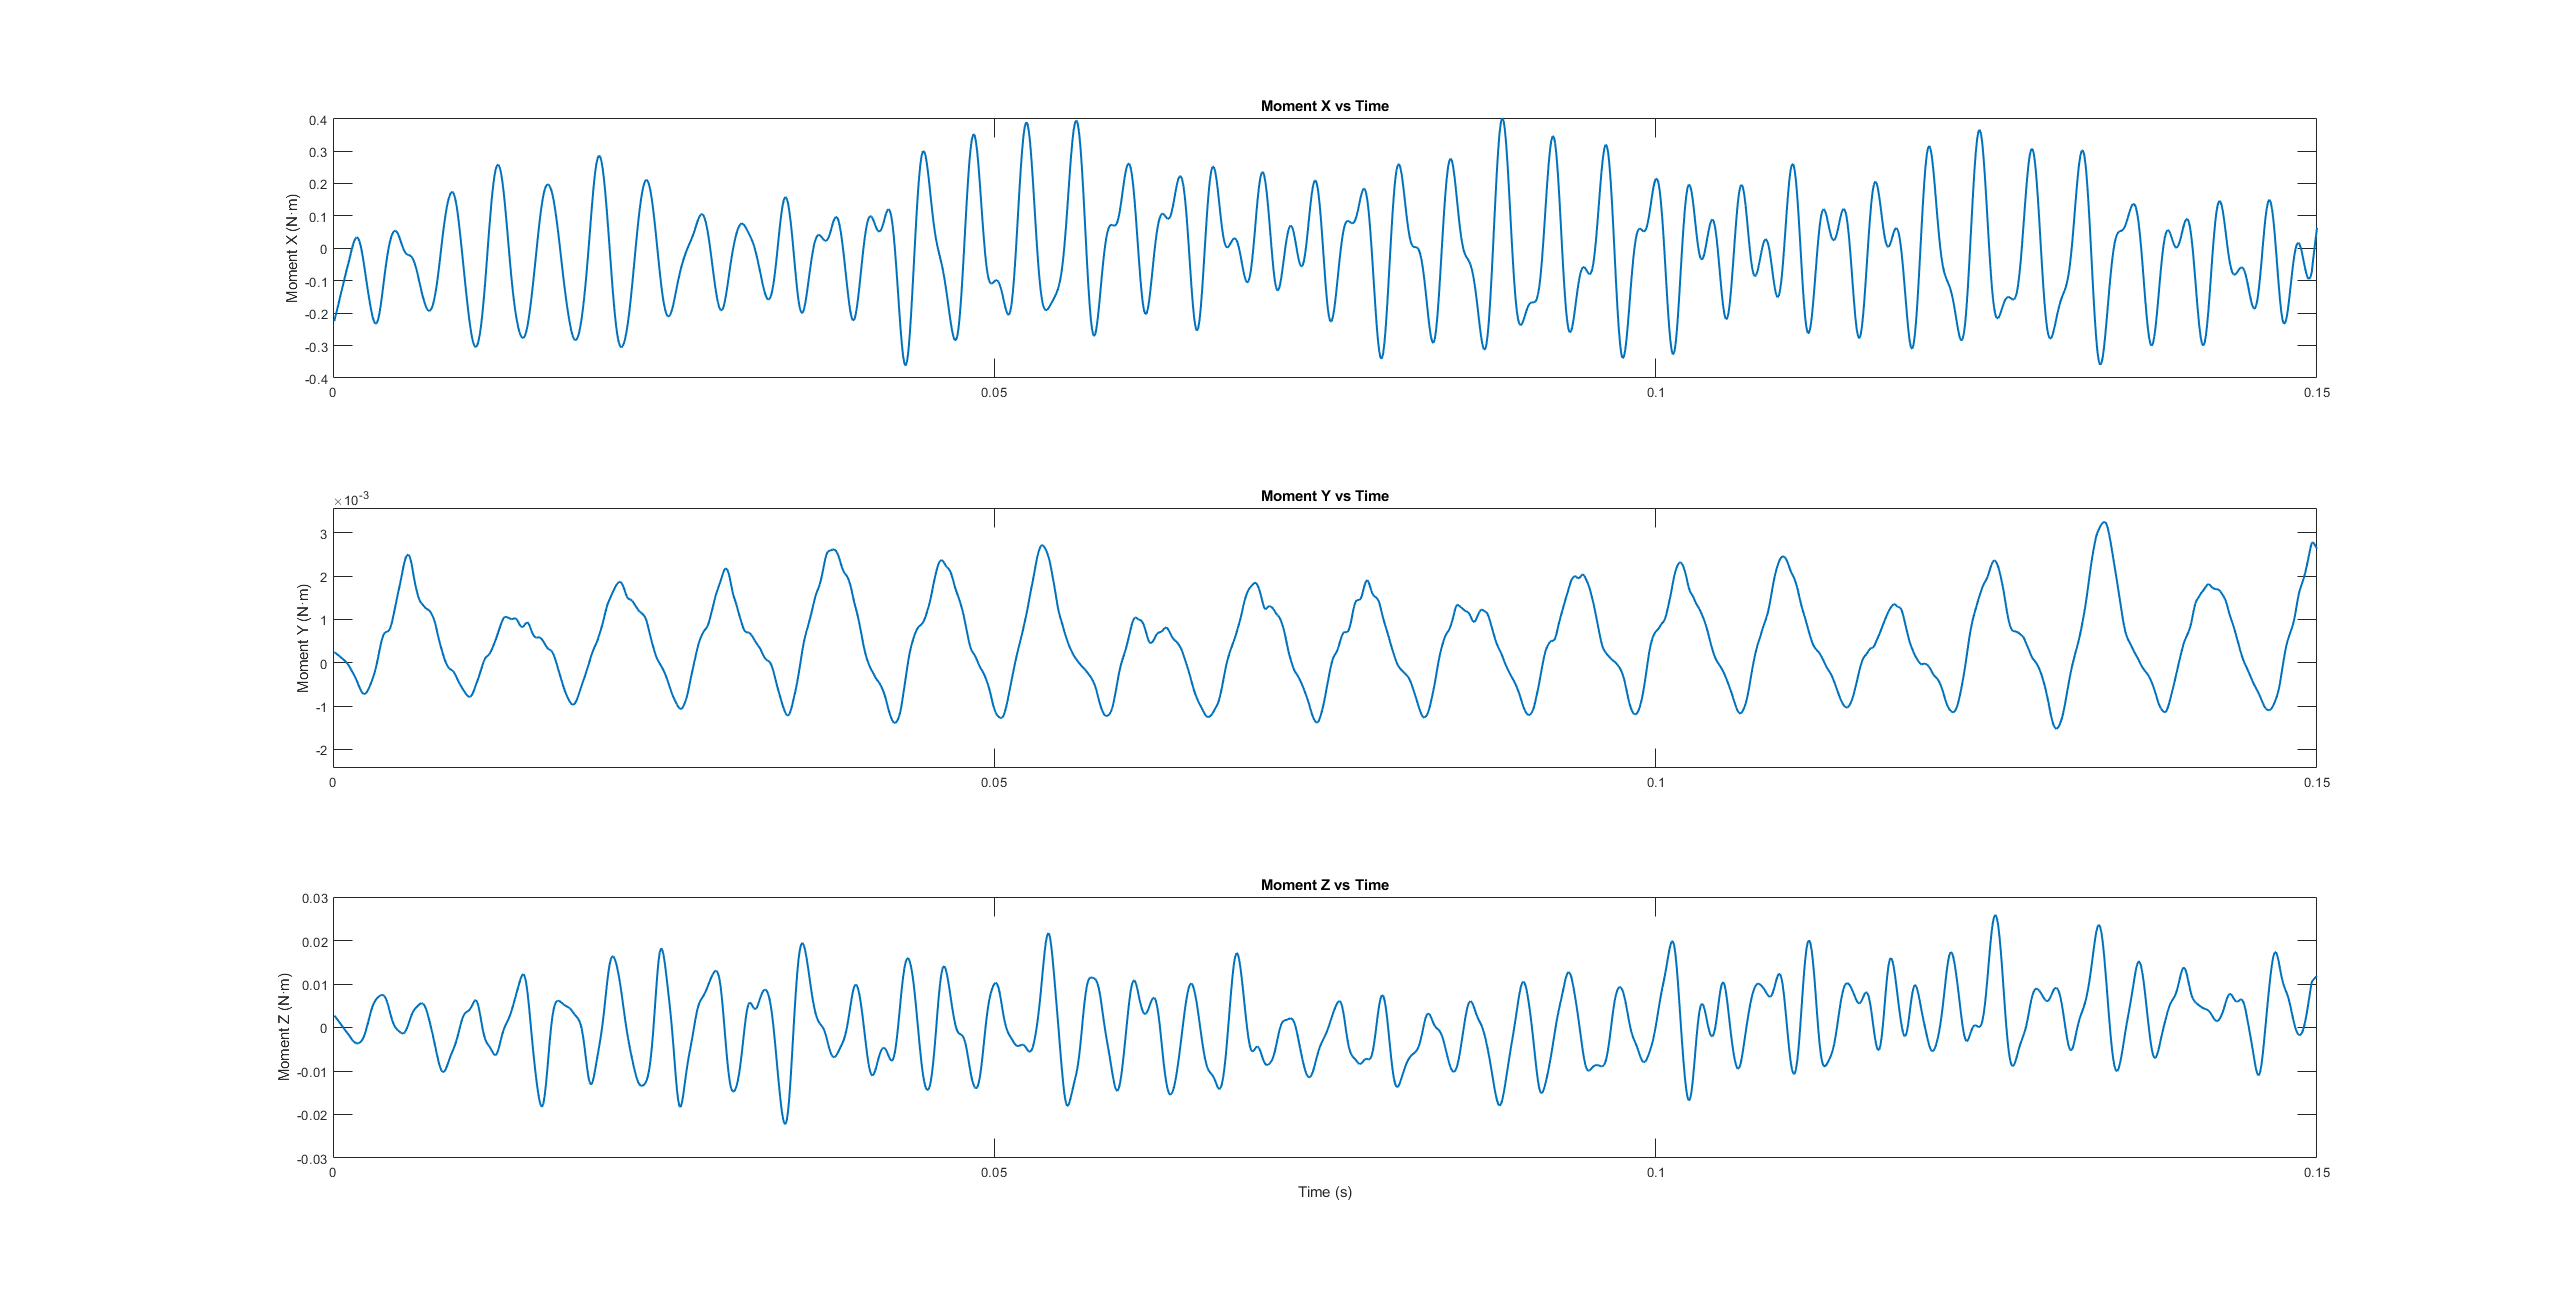 Moment X vs Time
Moment X (N·m)
0.4
0.3
0.2
0.1
0
-0.1
-0.2
-0.3
-0.4
0 0.05 0.1 0.15
Moment Y vs Time
×10-3
Moment Y (N·m)
3
2
1
0
-1
-2
0 0.05 0.1 0.15
Moment Z vs Time
Moment Z (N·m)
0.03
0.02
0.01
0
-0.01
-0.02
-0.03
0 0.05 0.1 0.15
Time (s)